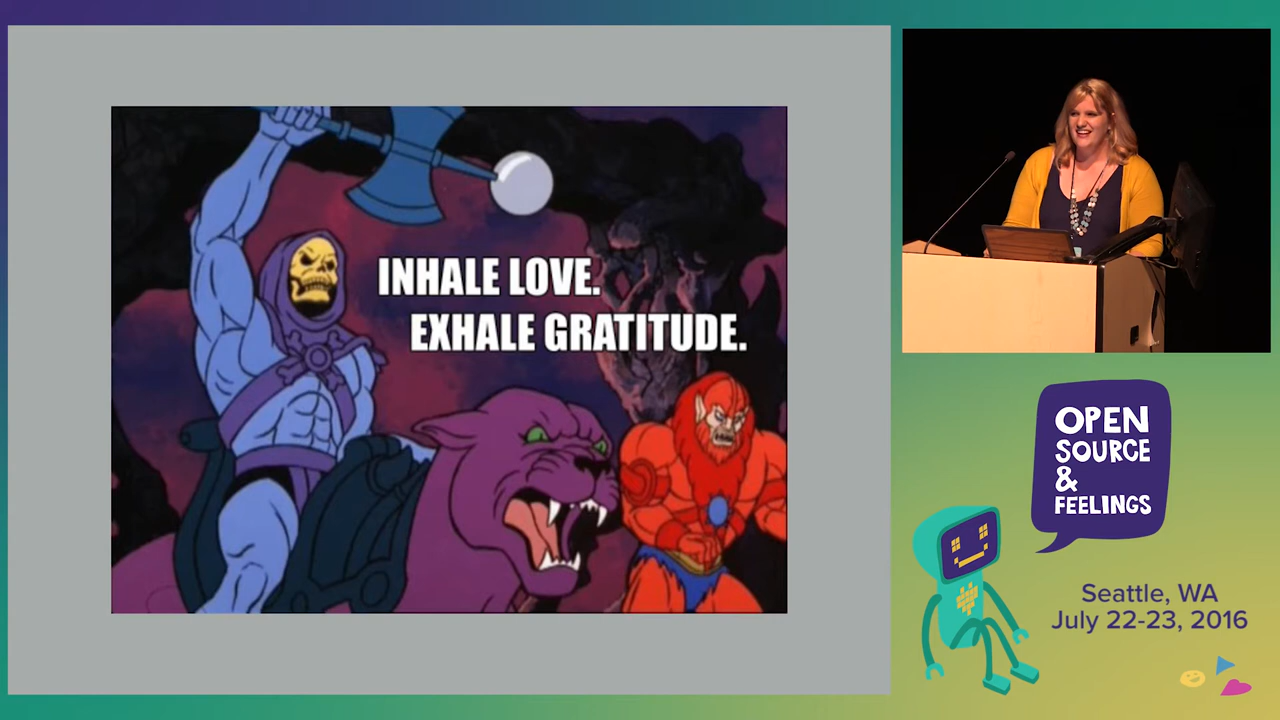 INHALE LOVE.
EXHALE GRATITUDE.
OPEN
SOURCE
&
FEELINGS
Seattle, WA
July 22-23, 2016